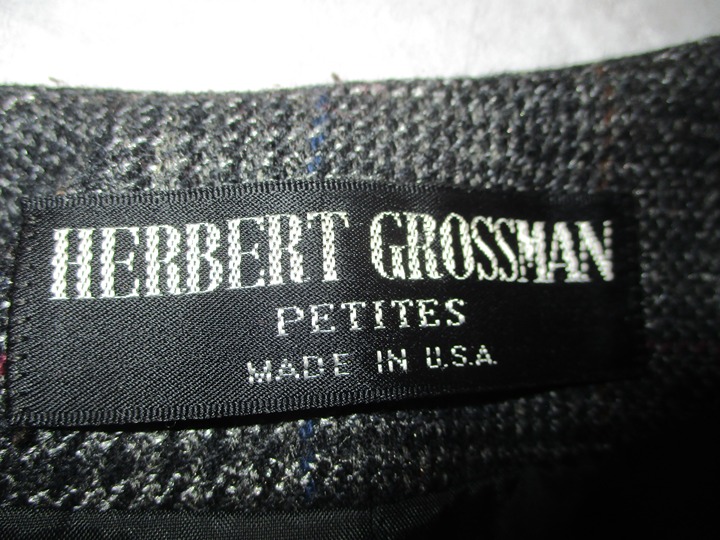 HERBERT GROSSMAN
PETITES
MADE IN U.S.A.